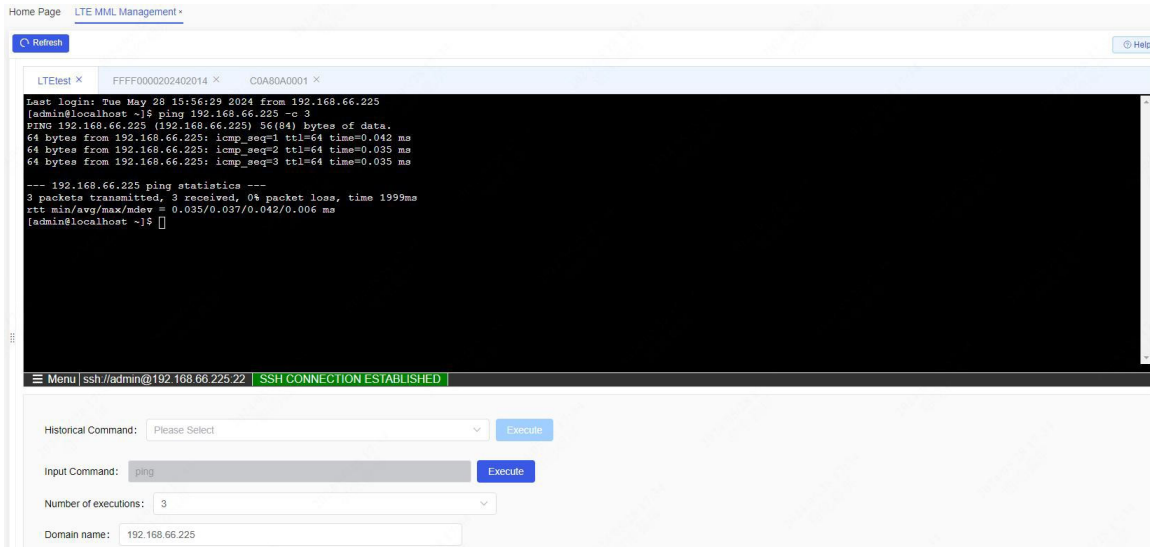 Home Page LTE MML Management ×
Refresh
Help
LTEtest × FFFF0000202402014 × C0A80A0001 ×
Last login: Tue May 28 15:56:29 2024 from 192.168.66.225
[admin@localhost ~]$ ping 192.168.66.225 -c 3
PING 192.168.66.225 (192.168.66.225) 56(84) bytes of data.
64 bytes from 192.168.66.225: icmp_seq=1 ttl=64 time=0.042 ms
64 bytes from 192.168.66.225: icmp_seq=2 ttl=64 time=0.035 ms
64 bytes from 192.168.66.225: icmp_seq=3 ttl=64 time=0.035 ms
--- 192.168.66.225 ping statistics ---
3 packets transmitted, 3 received, 0% packet loss, time 1999ms
rtt min/avg/max/mdev = 0.035/0.037/0.042/0.006 ms
[admin@localhost ~]$
Menu ssh://admin@192.168.66.225:22 SSH CONNECTION ESTABLISHED
Historical Command: Please Select Execute
Input Command: ping Execute
Number of executions: 3
Domain name: 192.168.66.225